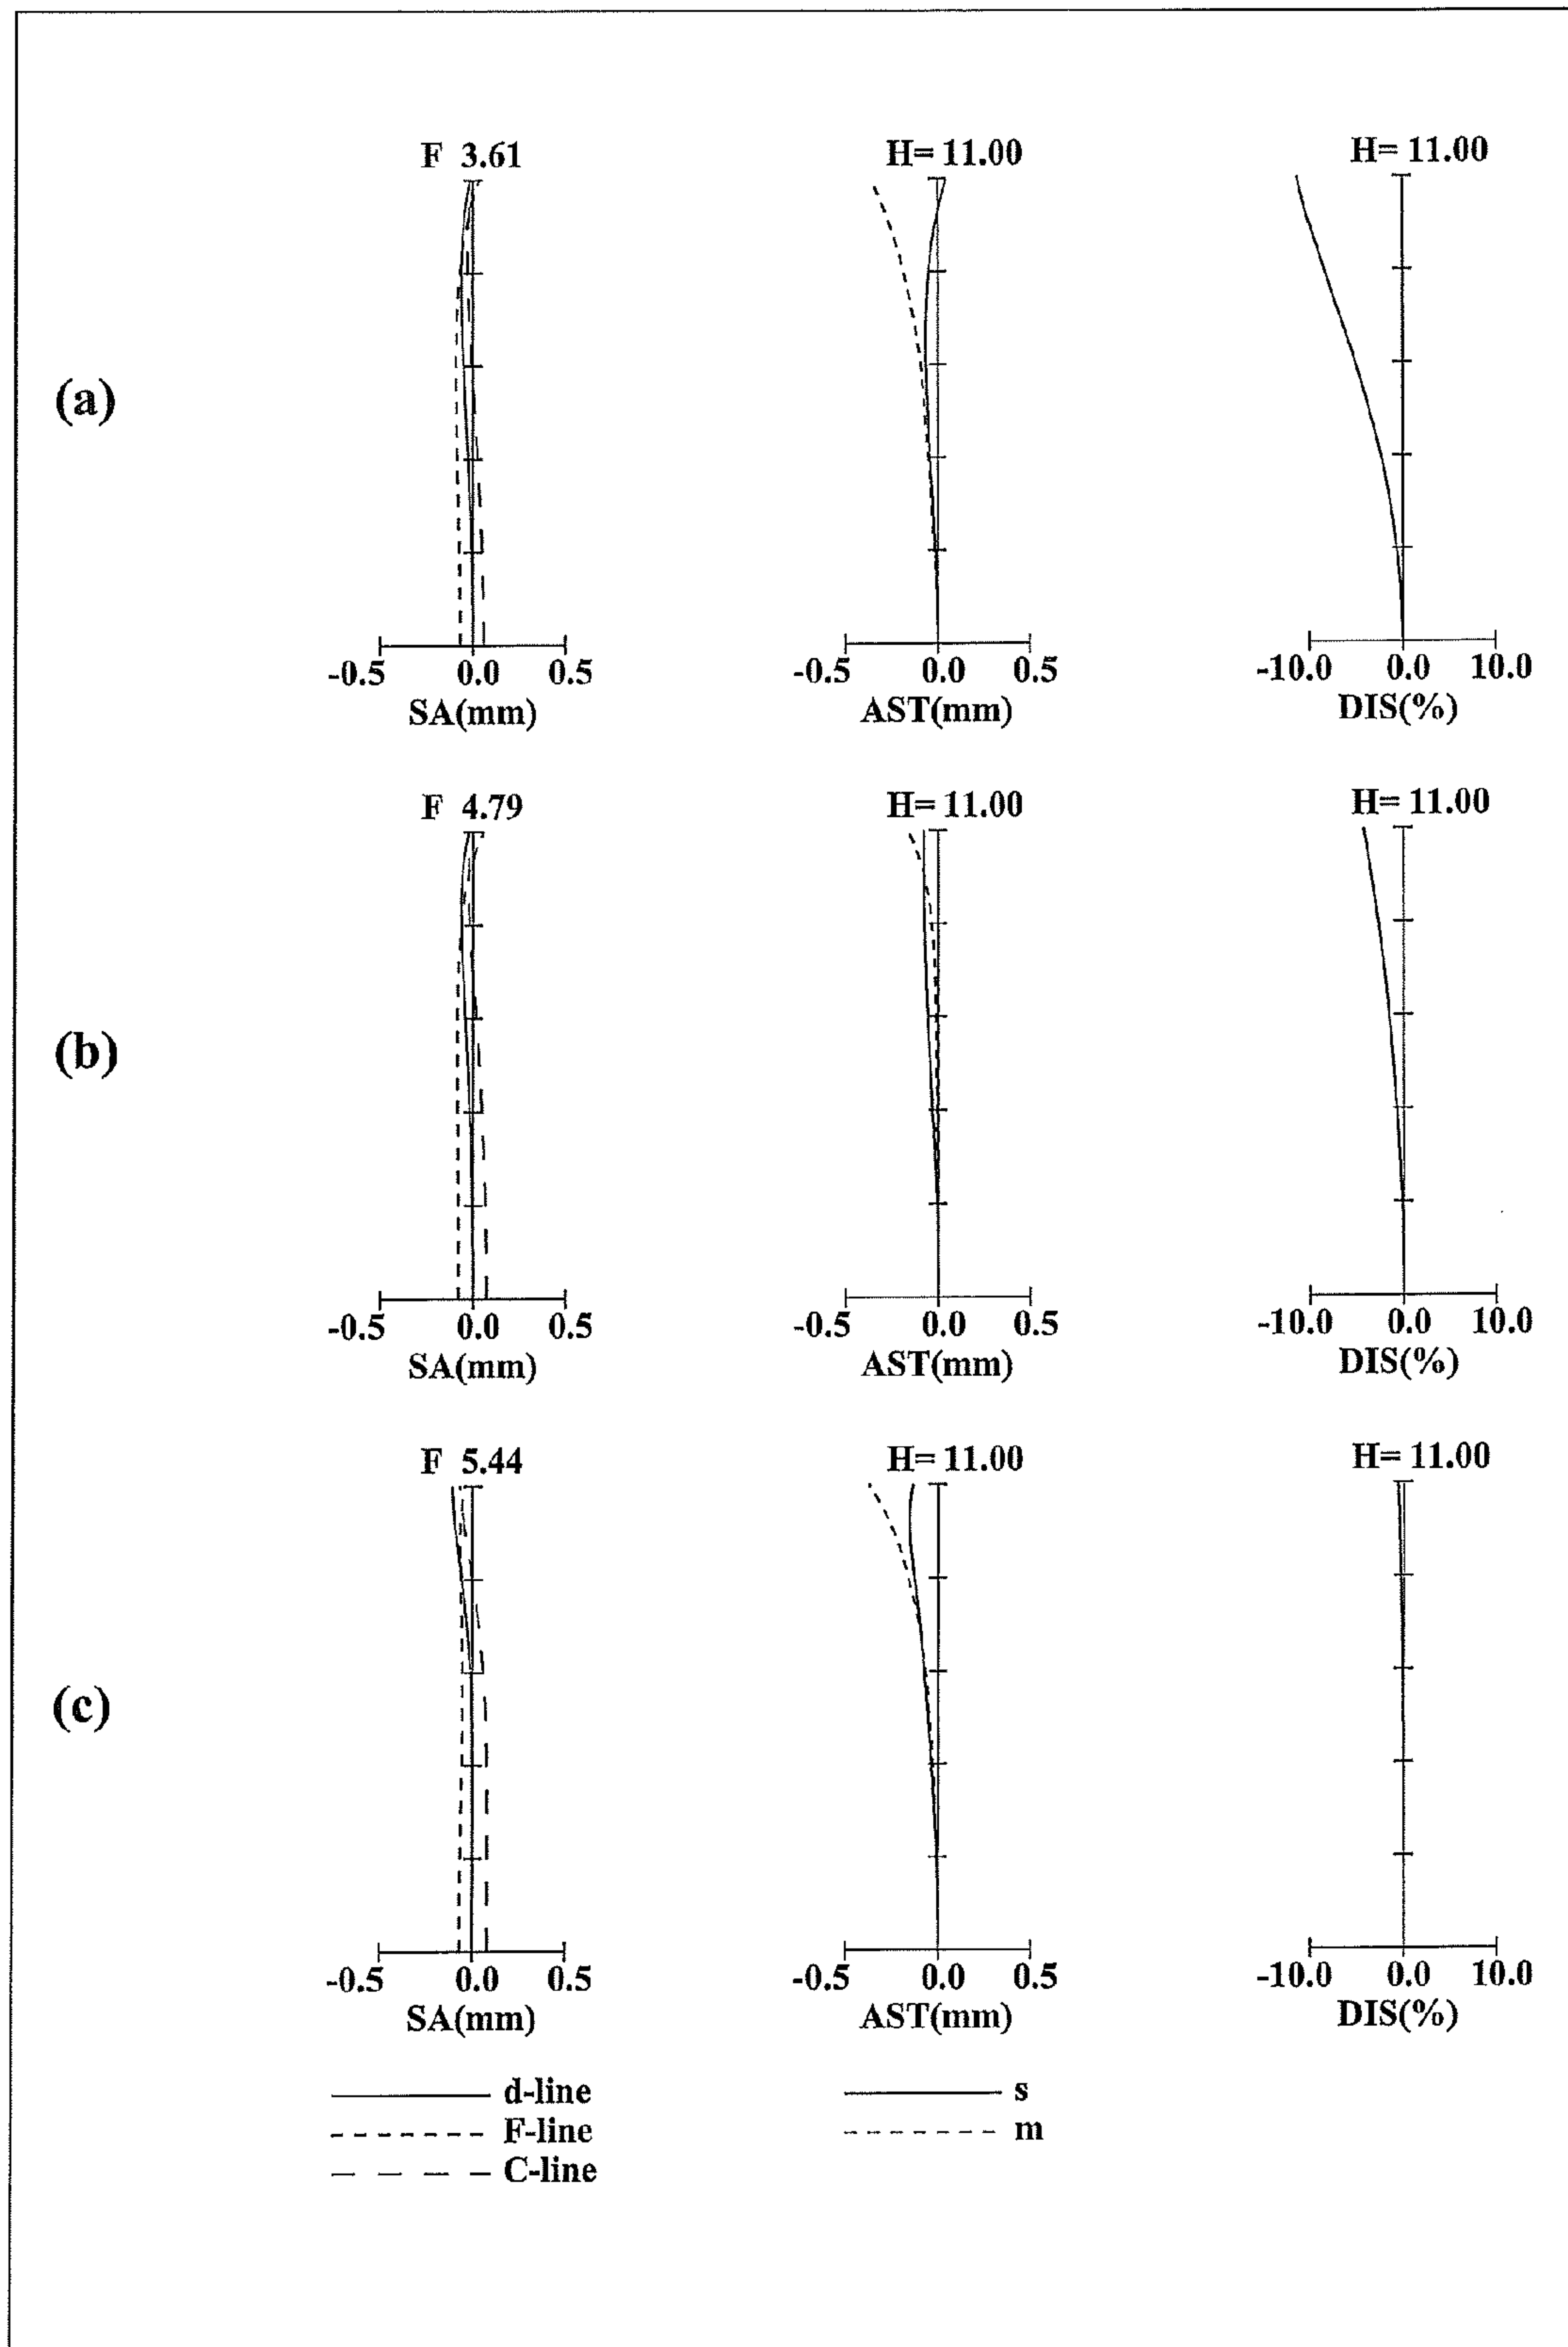 F 3.61 H= 11.00 H= 11.00
(a)
-0.5 0.0 0.5 -0.5 0.0 0.5 -10.0 0.0 10.0
SA(mm) AST(mm) DIS(%)
F 4.79 H= 11.00 H= 11.00
(b)
-0.5 0.0 0.5 -0.5 0.0 0.5 -10.0 0.0 10.0
SA(mm) AST(mm) DIS(%)
F 5.44 H= 11.00 H= 11.00
(c)
-0.5 0.0 0.5 -0.5 0.0 0.5 -10.0 0.0 10.0
SA(mm) AST(mm) DIS(%)
d-line s
F-line m
C-line